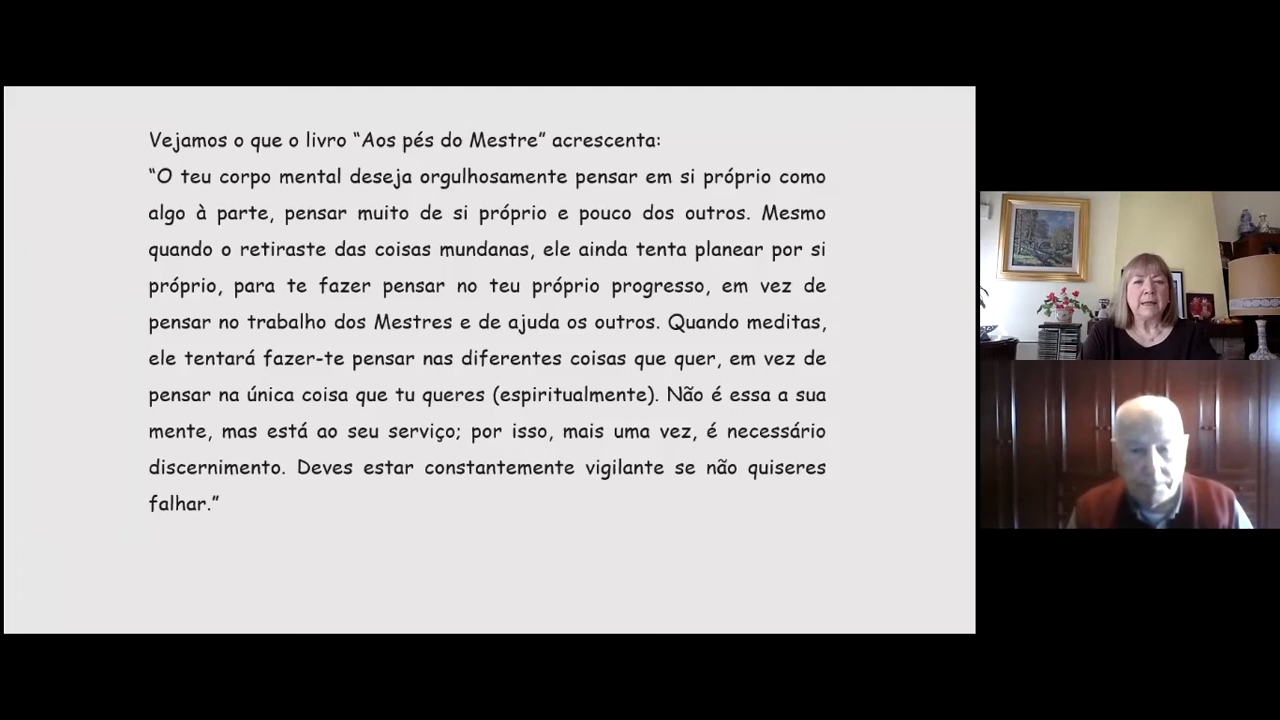 Vejamos o que o livro “Aos pés do Mestre” acrescenta:
“O teu corpo mental deseja orgulhosamente pensar em si próprio como
algo à parte, pensar muito de si próprio e pouco dos outros. Mesmo
quando o retiraste das coisas mundanas, ele ainda tenta planear por si
próprio, para te fazer pensar no teu próprio progresso, em vez de
pensar no trabalho dos Mestres e de ajuda os outros. Quando meditas,
ele tentará fazer-te pensar nas diferentes coisas que quer, em vez de
pensar na única coisa que tu queres (espiritualmente). Não é essa a sua
mente, mas está ao seu serviço; por isso, mais uma vez, é necessário
discernimento. Deves estar constantemente vigilante se não quiseres
falhar.”